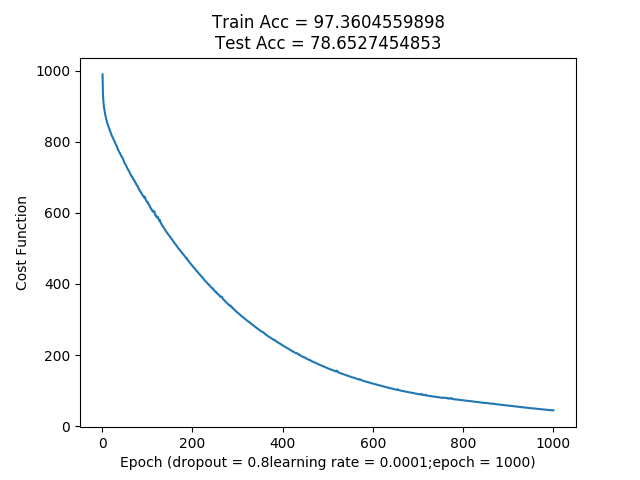 Train Acc = 97.3604559898
Test Acc = 78.6527454853
1000
800
600
400
200
0
Cost Function
0 200 400 600 800 1000
Epoch (dropout = 0.8learning rate = 0.0001;epoch = 1000)